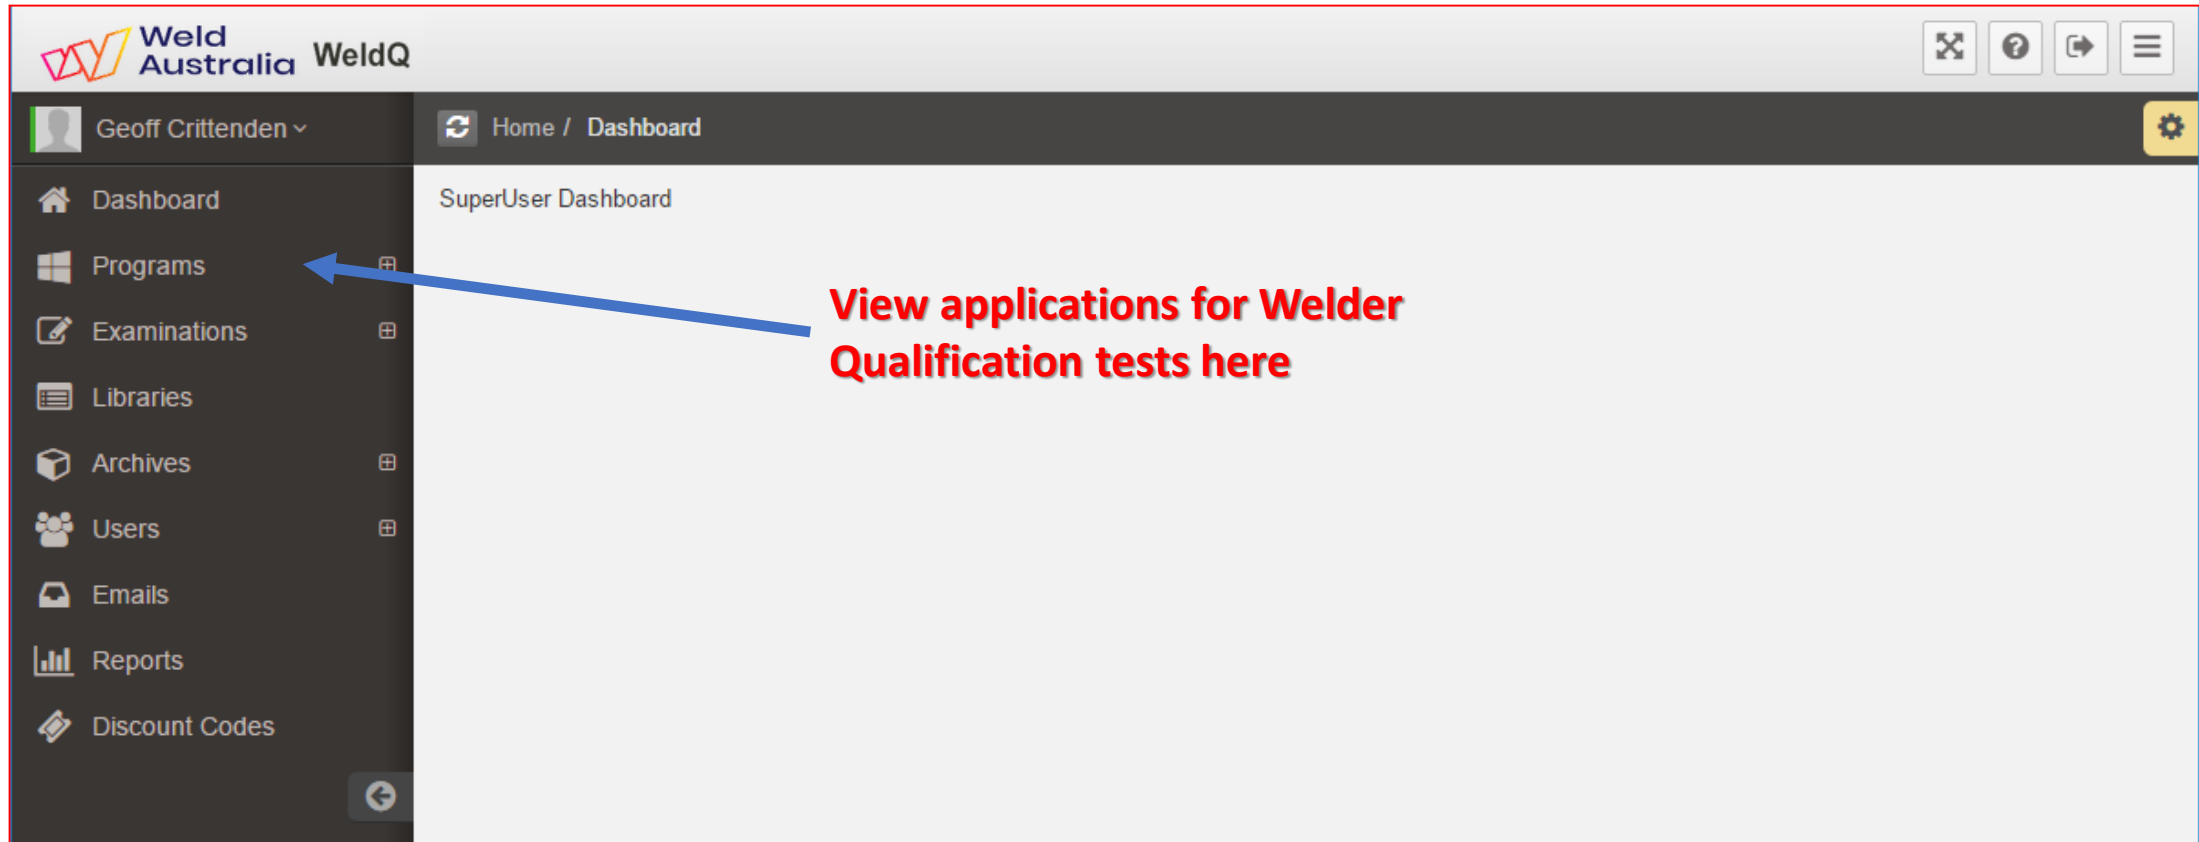 Weld
Australia WeldQ
Geoff Crittenden
Home / Dashboard
Dashboard
SuperUser Dashboard
Programs
View applications for Welder
Qualification tests here
Examinations
Libraries
Archives
Users
Emails
Reports
Discount Codes